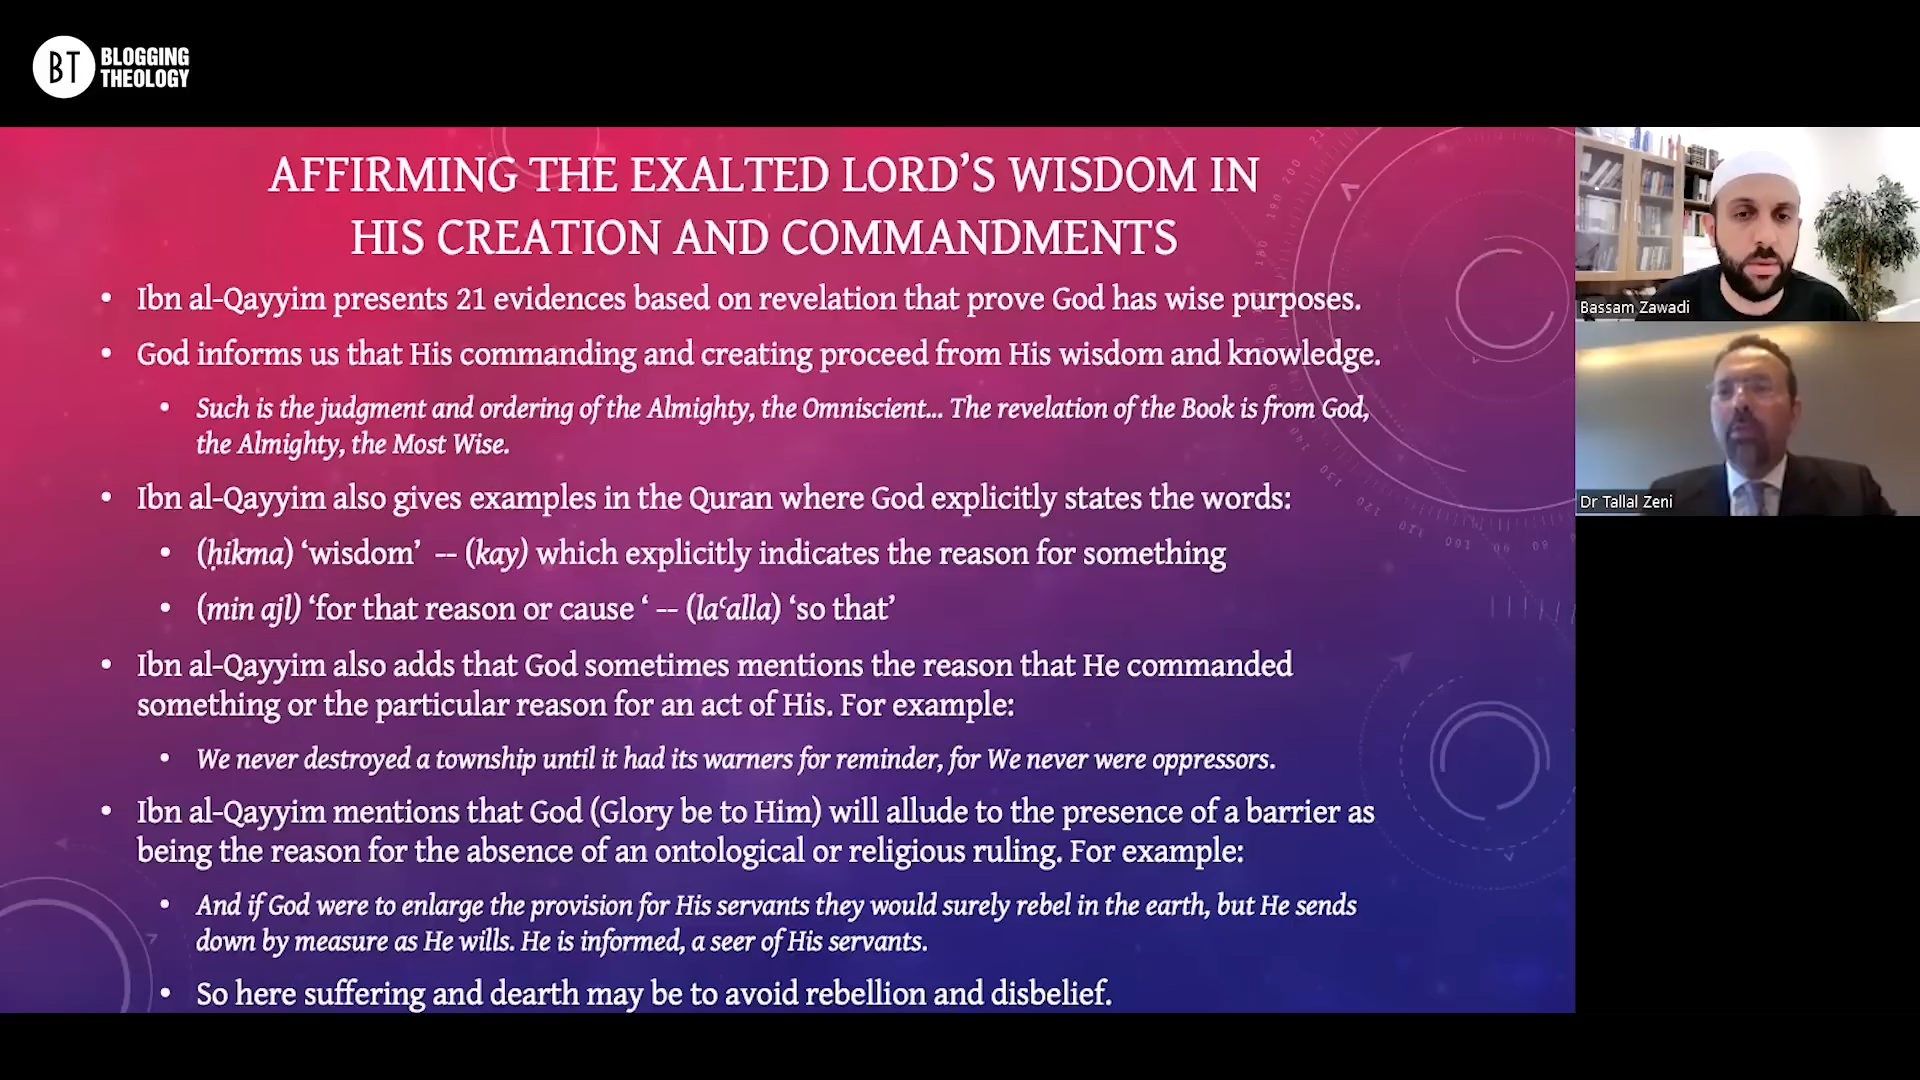 BT BLOGGING
THEOLOGY
AFFIRMING THE EXALTED LORD’S WISDOM IN
HIS CREATION AND COMMANDMENTS
• Ibn al-Qayyim presents 21 evidences based on revelation that prove God has wise purposes.
• God informs us that His commanding and creating proceed from His wisdom and knowledge.
• Such is the judgment and ordering of the Almighty, the Omniscient... The revelation of the Book is from God,
the Almighty, the Most Wise.
• Ibn al-Qayyim also gives examples in the Quran where God explicitly states the words:
• (ḥikma) ‘wisdom’ -- (kay) which explicitly indicates the reason for something
• (min ajl) ‘for that reason or cause ‘ -- (laʿalla) ‘so that’
• Ibn al-Qayyim also adds that God sometimes mentions the reason that He commanded
something or the particular reason for an act of His. For example:
• We never destroyed a township until it had its warners for reminder, for We never were oppressors.
• Ibn al-Qayyim mentions that God (Glory be to Him) will allude to the presence of a barrier as
being the reason for the absence of an ontological or religious ruling. For example:
• And if God were to enlarge the provision for His servants they would surely rebel in the earth, but He sends
down by measure as He wills. He is informed, a seer of His servants.
• So here suffering and dearth may be to avoid rebellion and disbelief.
Bassam Zawadi
Dr Tallal Zeni